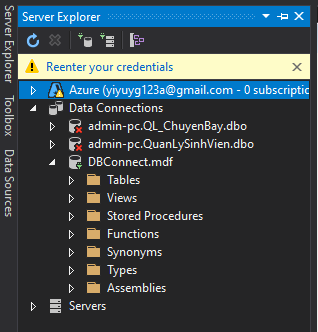 Server Explorer
Server Explorer
Toolbox
Data Sources
Reenter your credentials
Azure (yiyuyg123a@gmail.com - 0 subscriptio
Data Connections
admin-pc.QL_ChuyenBay.dbo
admin-pc.QuanLySinhVien.dbo
DBConnect.mdf
Tables
Views
Stored Procedures
Functions
Synonyms
Types
Assemblies
Servers